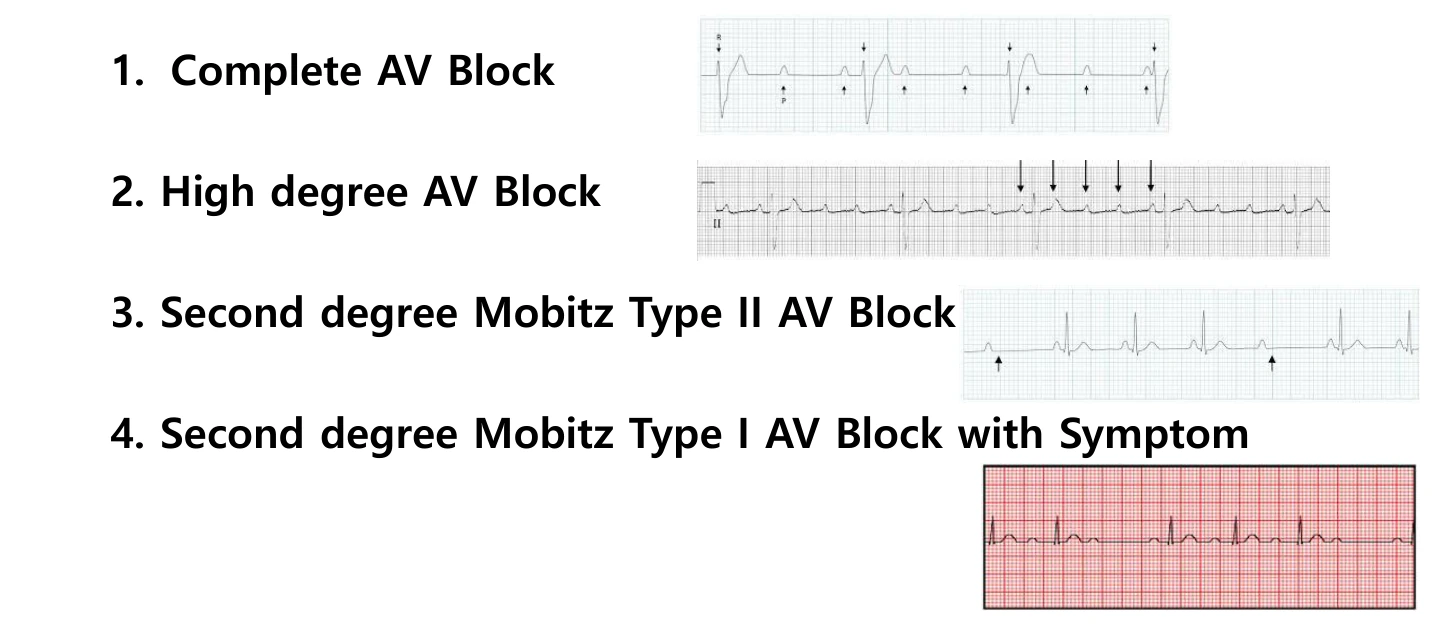 1. Complete AV Block
R
P
2. High degree AV Block
II
3. Second degree Mobitz Type II AV Block
4. Second degree Mobitz Type I AV Block with Symptom